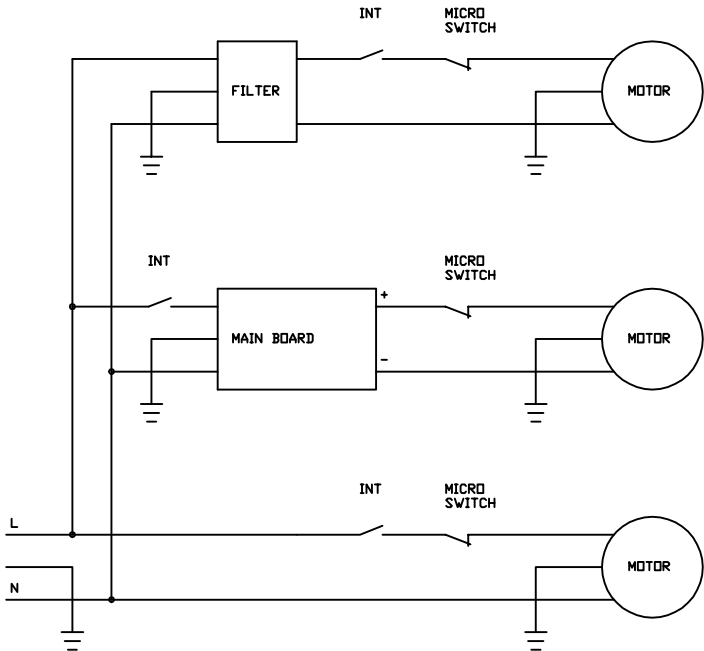 INT
MICRO
SWITCH
FILTER
MOTOR
INT
MICRO
SWITCH
+
MAIN BOARD
MOTOR
-
INT
MICRO
SWITCH
L
MOTOR
N